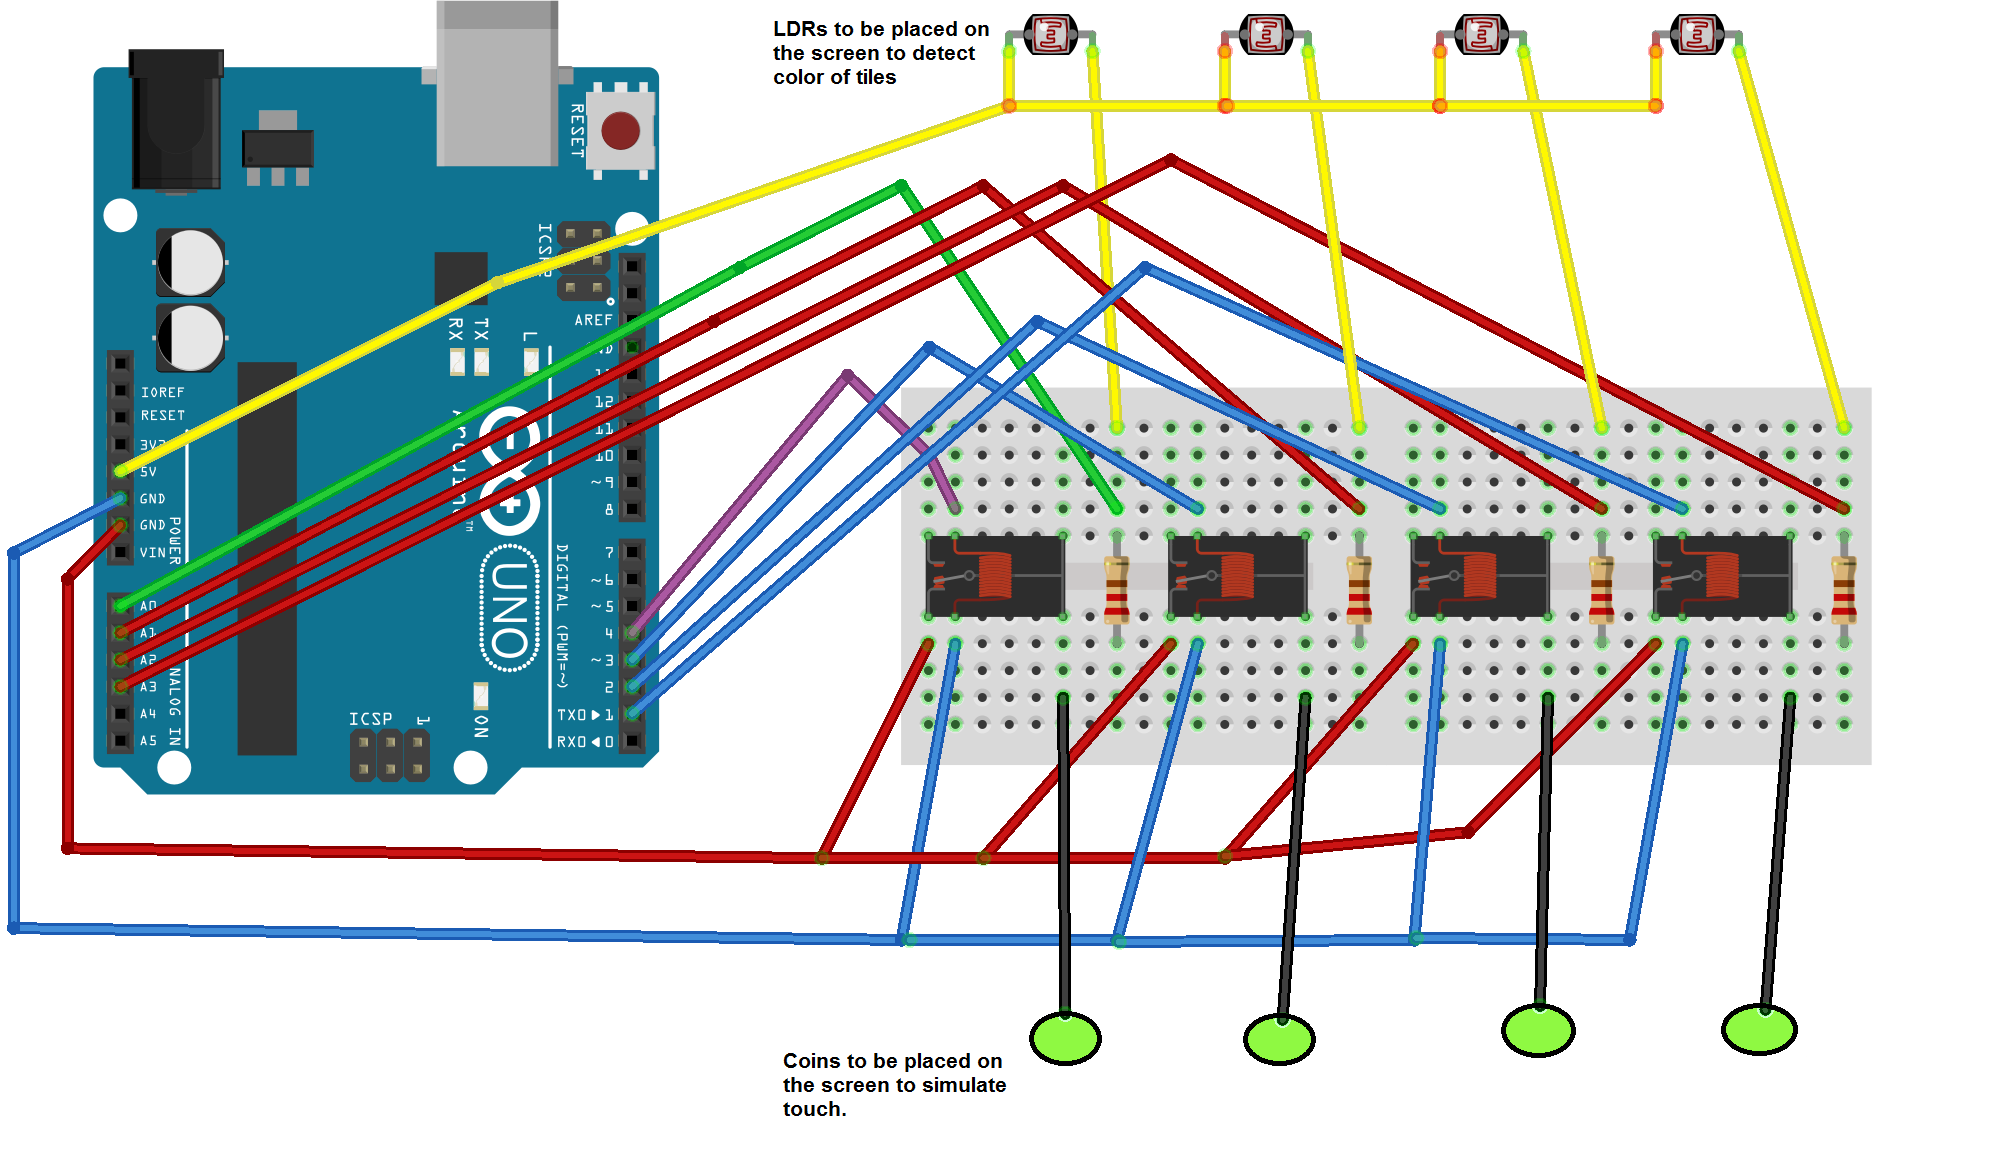 LDRs to be placed on
the screen to detect
color of tiles
RESET
ICSP
AREF
GND
RX
TX
L
12
11
10
~9
8
IOREF
RESET
3V3
5V
GND
GND
VIN
POWER
Arduino™
UNO
DIGITAL (PWM=~)
7
~6
~5
4
~3
2
TX0▶1
RX0◀0
A0
A1
A2
A3
A4
A5
ANALOG IN
ICSP
1
ON
Coins to be placed on
the screen to simulate
touch.